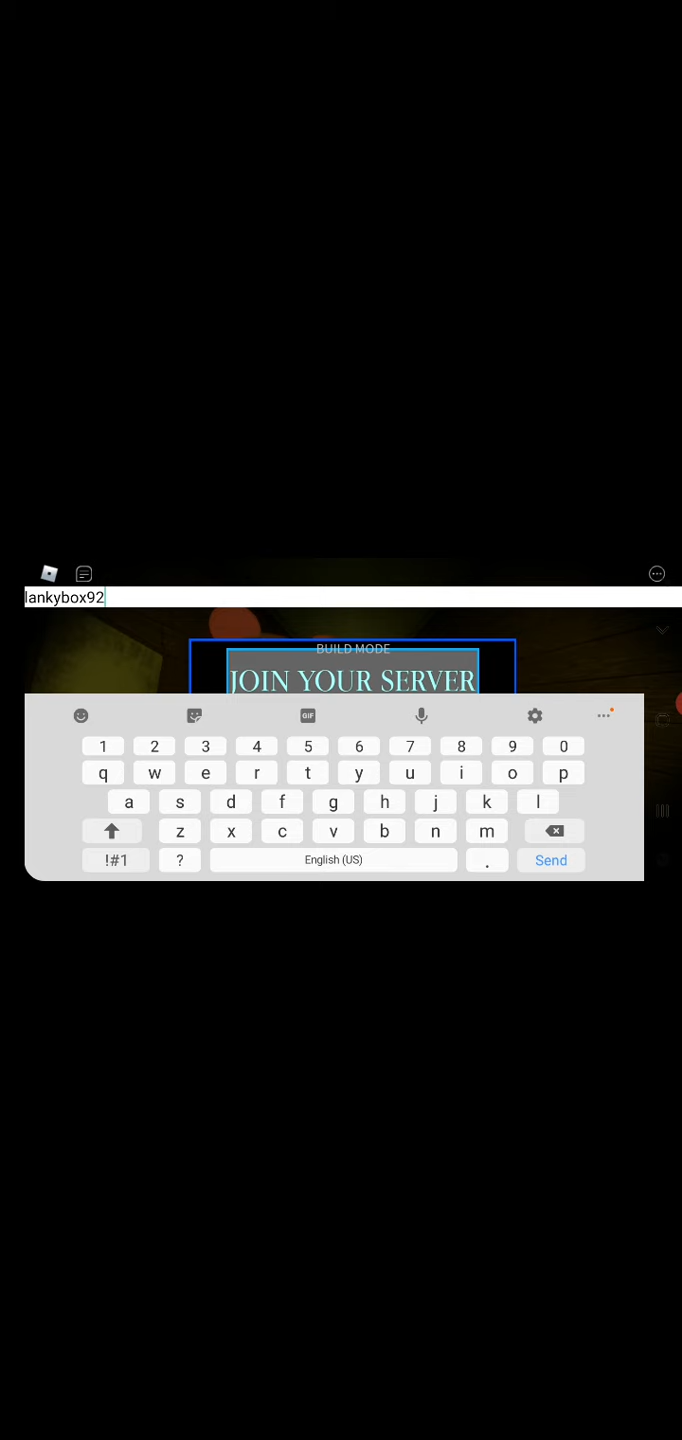 lankybox92
BUILD MODE
JOIN YOUR SERVER
GIF
1 2 3 4 5 6 7 8 9 0
q w e r t y u i o p
a s d f g h j k l
z x c v b n m
!#1 ? English (US) . Send